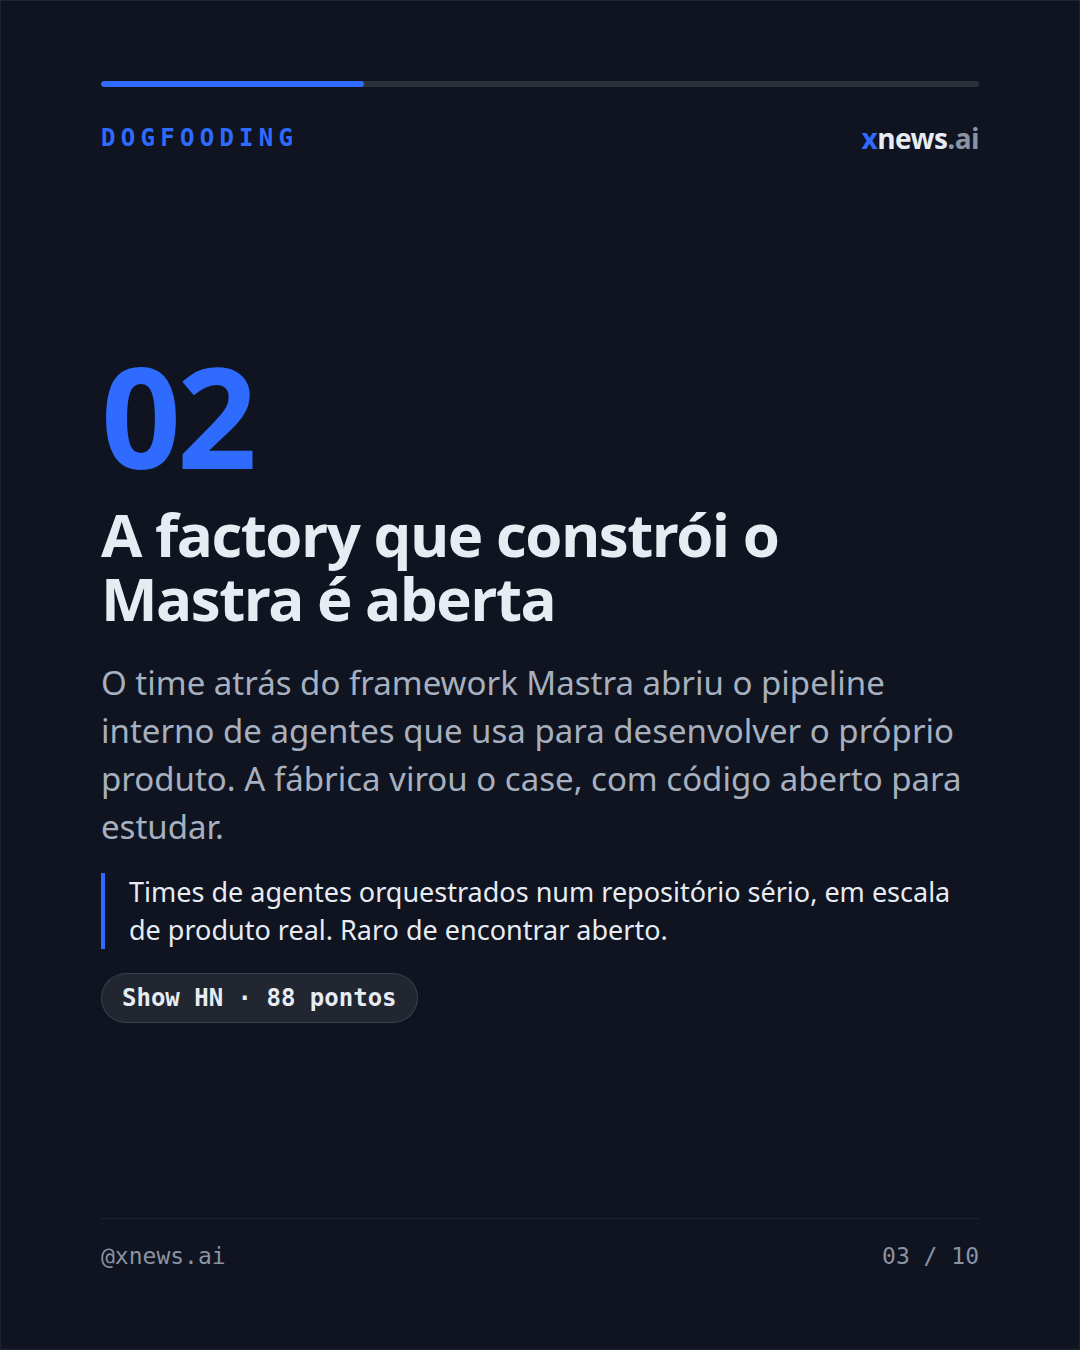 DOGFOODING
xnews.ai
02
A factory que constrói o
Mastra é aberta
O time atrás do framework Mastra abriu o pipeline
interno de agentes que usa para desenvolver o próprio
produto. A fábrica virou o case, com código aberto para
estudar.
Times de agentes orquestrados num repositório sério, em escala
de produto real. Raro de encontrar aberto.
Show HN · 88 pontos
@xnews.ai
03 / 10